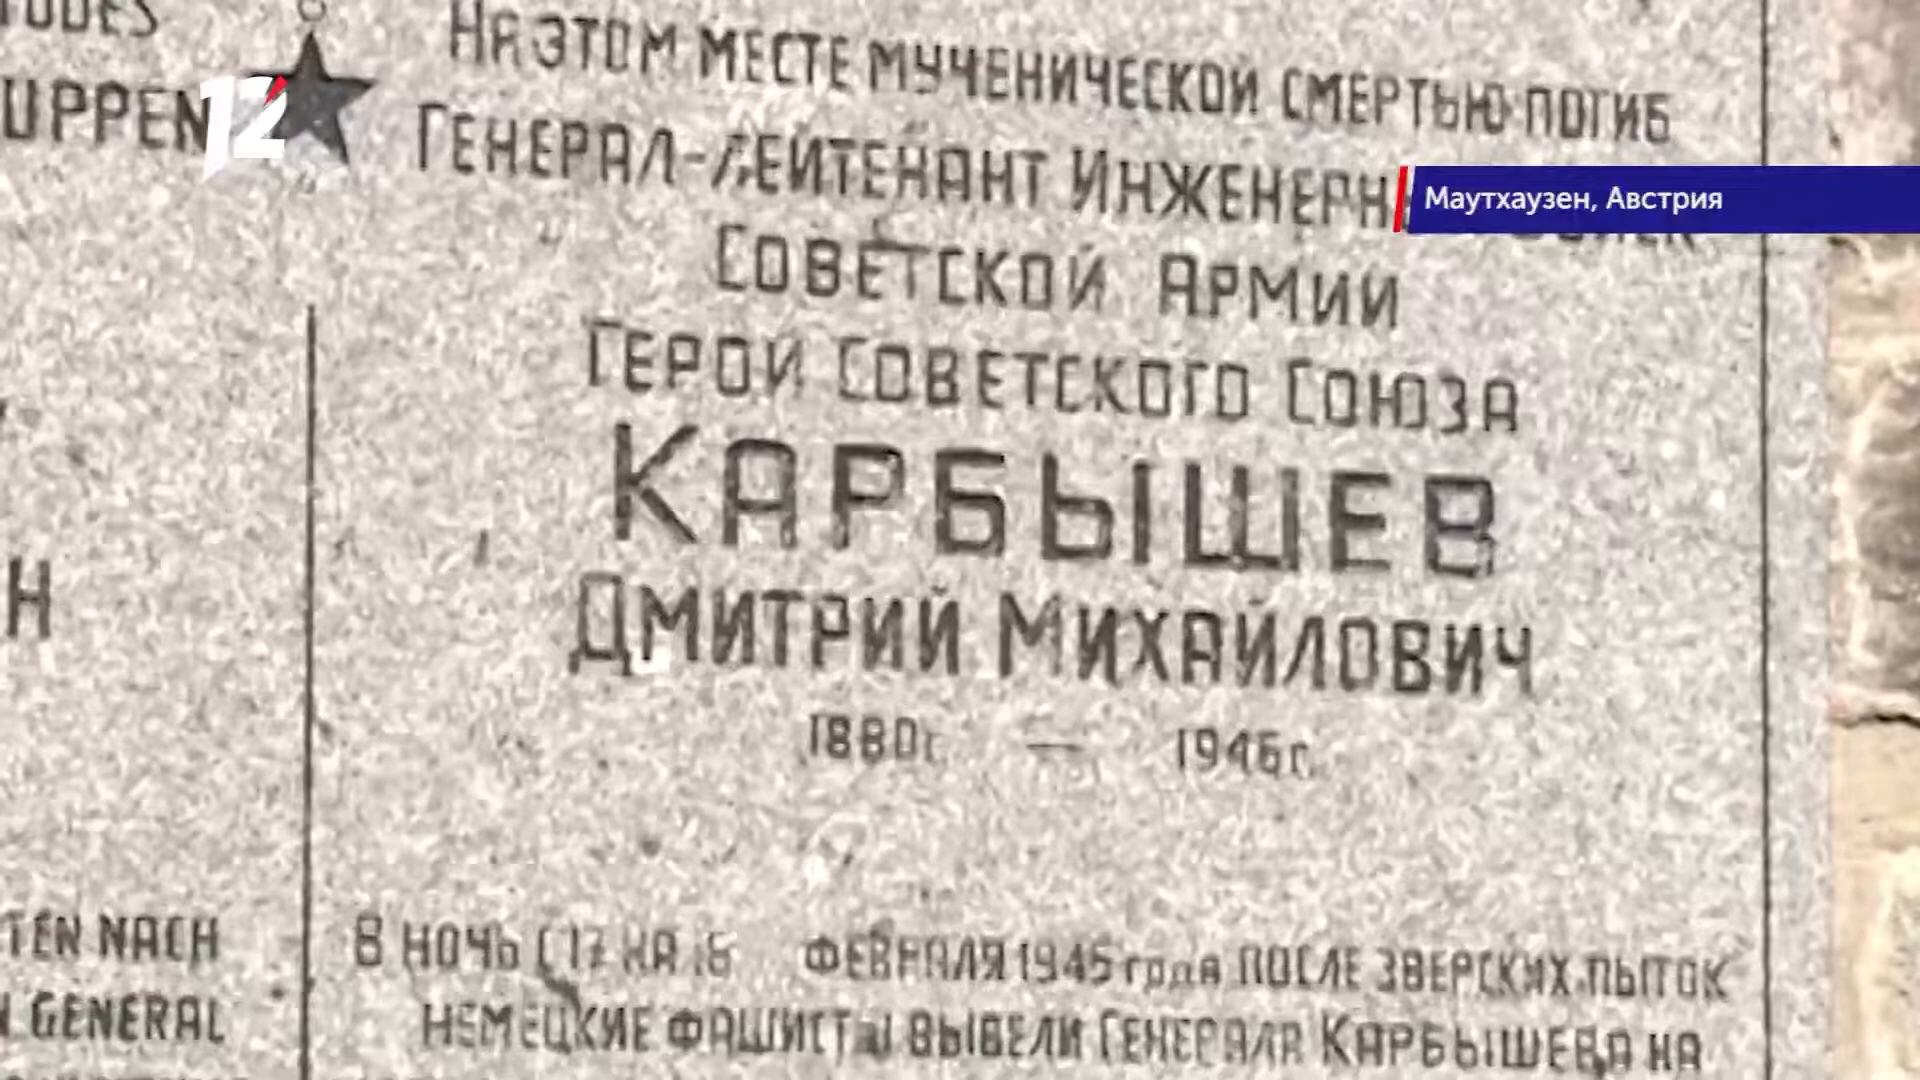 TODES
UPPEN
12
НА ЭТОМ МЕСТЕ МУЧЕНИЧЕСКОЙ СМЕРТЬЮ ПОГИБ
ГЕНЕРАЛ-ЛЕЙТЕНАНТ ИНЖЕНЕРН
Маутхаузен, Австрия
СОВЕТСКОЙ АРМИИ
ГЕРОЙ СОВЕТСКОГО СОЮЗА
КАРБЫШЕВ
ДМИТРИЙ МИХАЙЛОВИЧ
1880г. — 1945г.
Н
TEN NACH
GENERAL
В НОЧЬ С 17 НА 18 ФЕВРАЛЯ 1945 года ПОСЛЕ ЗВЕРСКИХ ПЫТОК
НЕМЕЦКИЕ ФАШИСТЫ ВЫВЕЛИ ГЕНЕРАЛА КАРБЫШЕВА НА